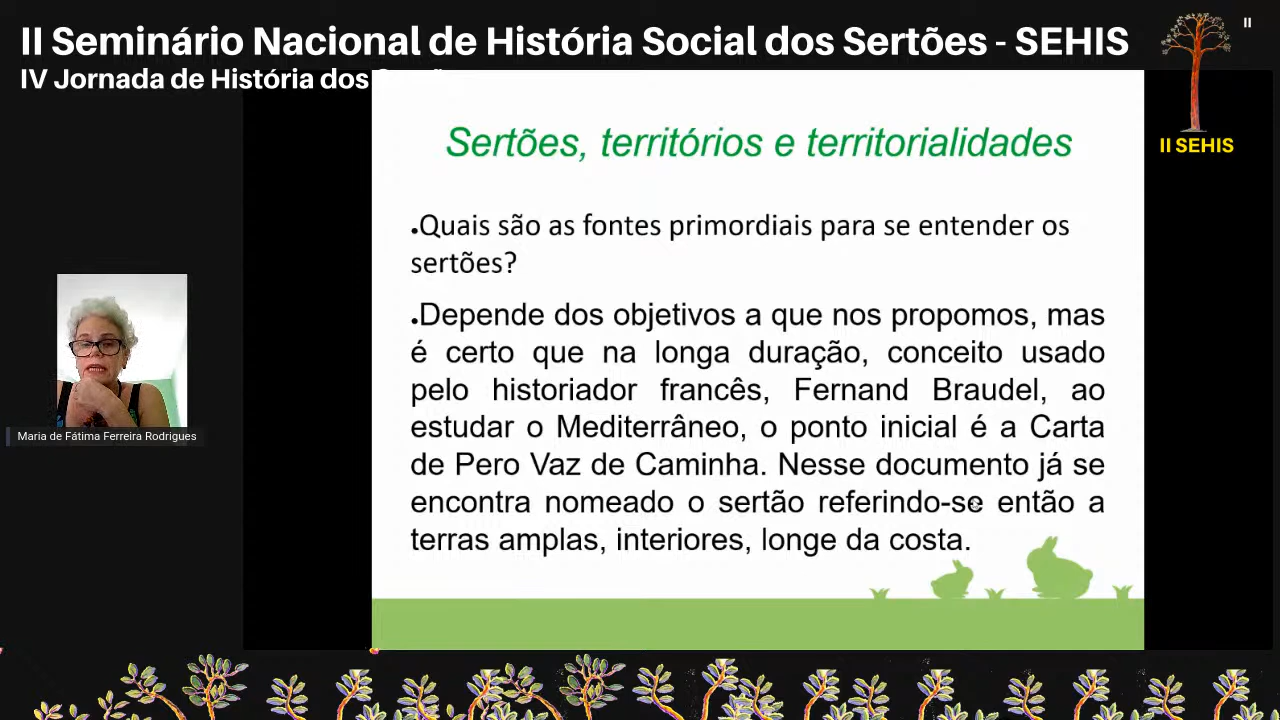 II Seminário Nacional de História Social dos Sertões - SEHIS
II
IV Jornada de História dos
II SEHIS
Sertões, territórios e territorialidades
.Quais são as fontes primordiais para se entender os
sertões?
.Depende dos objetivos a que nos propomos, mas
é certo que na longa duração, conceito usado
pelo historiador francês, Fernand Braudel, ao
estudar o Mediterrâneo, o ponto inicial é a Carta
de Pero Vaz de Caminha. Nesse documento já se
encontra nomeado o sertão referindo-se então a
terras amplas, interiores, longe da costa.
Maria de Fátima Ferreira Rodrigues